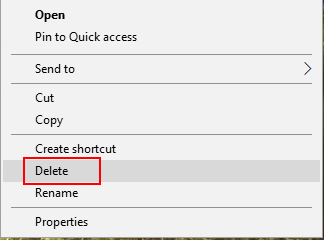 Open
Pin to Quick access
Send to
Cut
Copy
Create shortcut
Delete
Rename
Properties